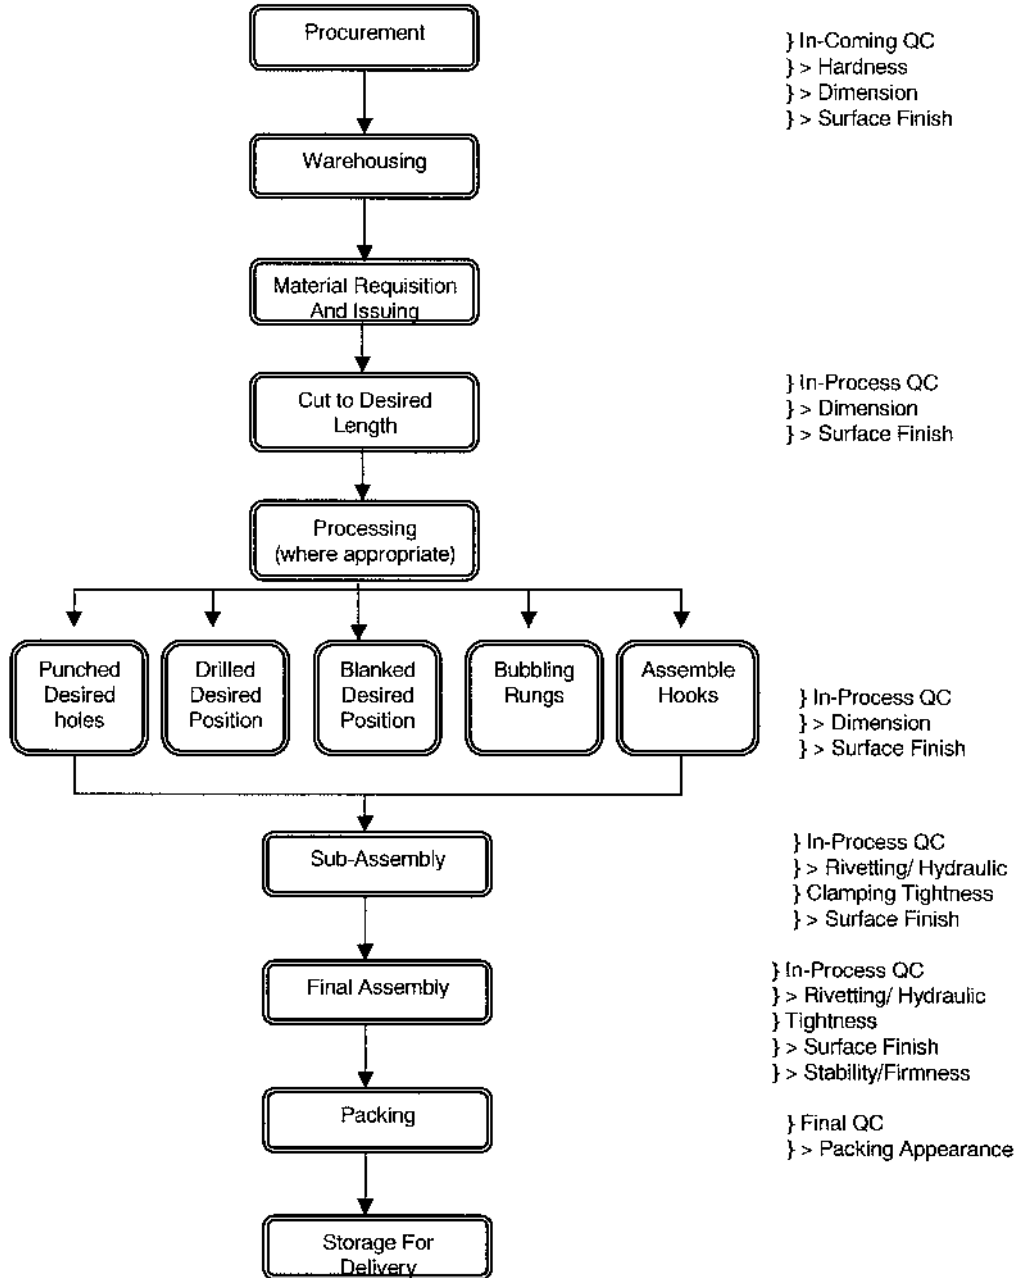 Procurement
} In-Coming QC
} > Hardness
} > Dimension
} > Surface Finish
Warehousing
Material Requisition
And Issuing
Cut to Desired
Length
} In-Process QC
} > Dimension
} > Surface Finish
Processing
(where appropriate)
Punched
Desired
holes
Drilled
Desired
Position
Blanked
Desired
Position
Bubbling
Rungs
Assemble
Hooks
} In-Process QC
} > Dimension
} > Surface Finish
Sub-Assembly
} In-Process QC
} > Rivetting/ Hydraulic
} Clamping Tightness
} > Surface Finish
Final Assembly
} In-Process QC
} > Rivetting/ Hydraulic
} Tightness
} > Surface Finish
} > Stability/Firmness
Packing
} Final QC
} > Packing Appearance
Storage For
Delivery